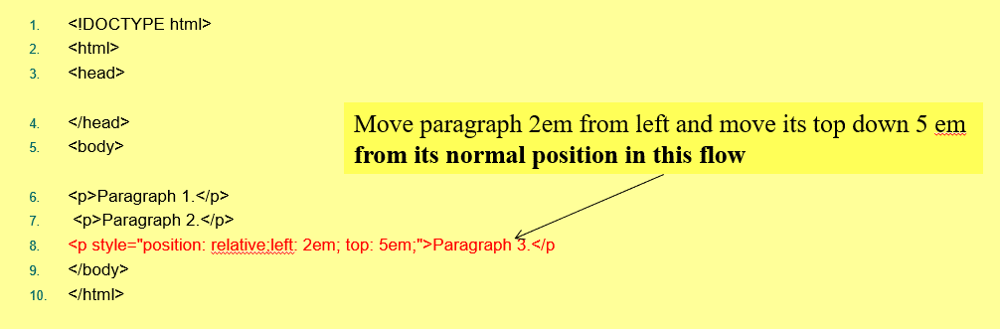 1. <!DOCTYPE html>
2. <html>
3. <head>
4. </head>
5. <body>
Move paragraph 2em from left and move its top down 5 em
from its normal position in this flow
6. <p>Paragraph 1.</p>
7. <p>Paragraph 2.</p>
8. <p style="position: relative;left: 2em; top: 5em;">Paragraph 3.</p
9. </body>
10. </html>